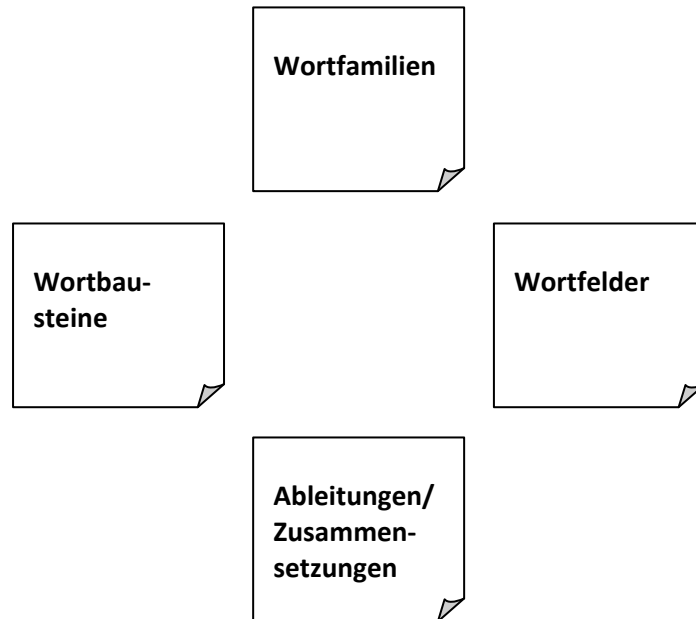 Wortfamilien
Wortbau-
steine
Wortfelder
Ableitungen/
Zusammen-
setzungen